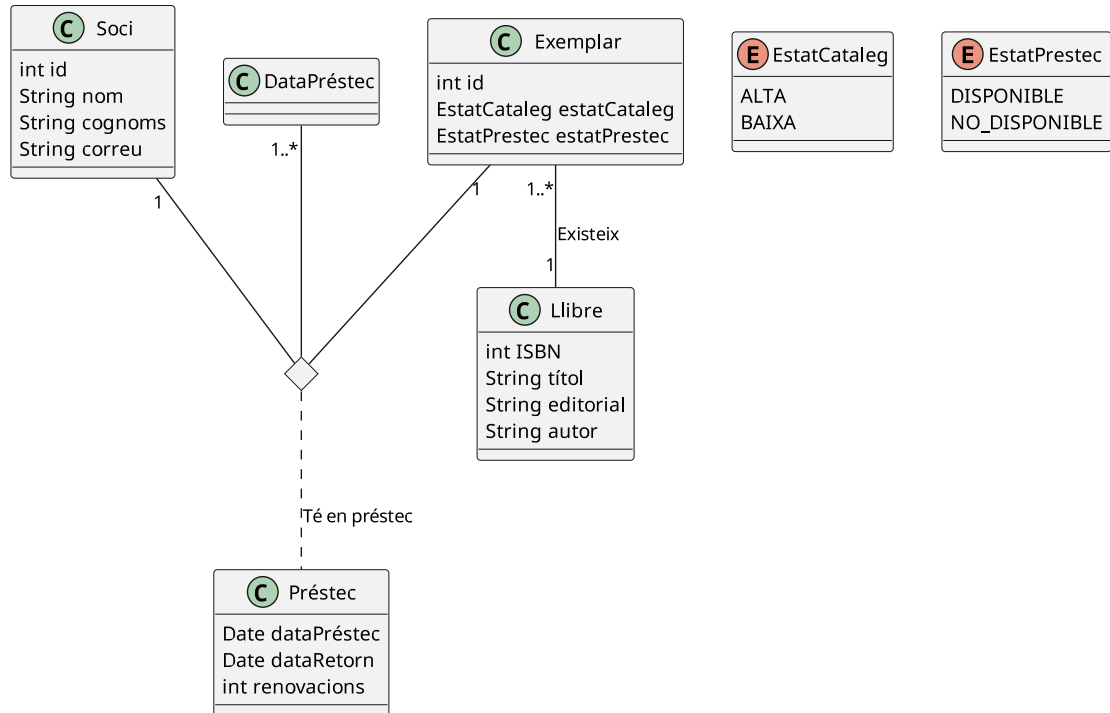 C Soci
int id
String nom
String cognoms
String correu
C DataPréstec
C Exemplar
int id
EstatCataleg estatCataleg
EstatPrestec estatPrestec
E EstatCataleg
ALTA
BAIXA
E EstatPrestec
DISPONIBLE
NO_DISPONIBLE
1
1..*
1
1..*
Existeix
1
C Llibre
int ISBN
String títol
String editorial
String autor
Té en préstec
C Préstec
Date dataPréstec
Date dataRetorn
int renovacions